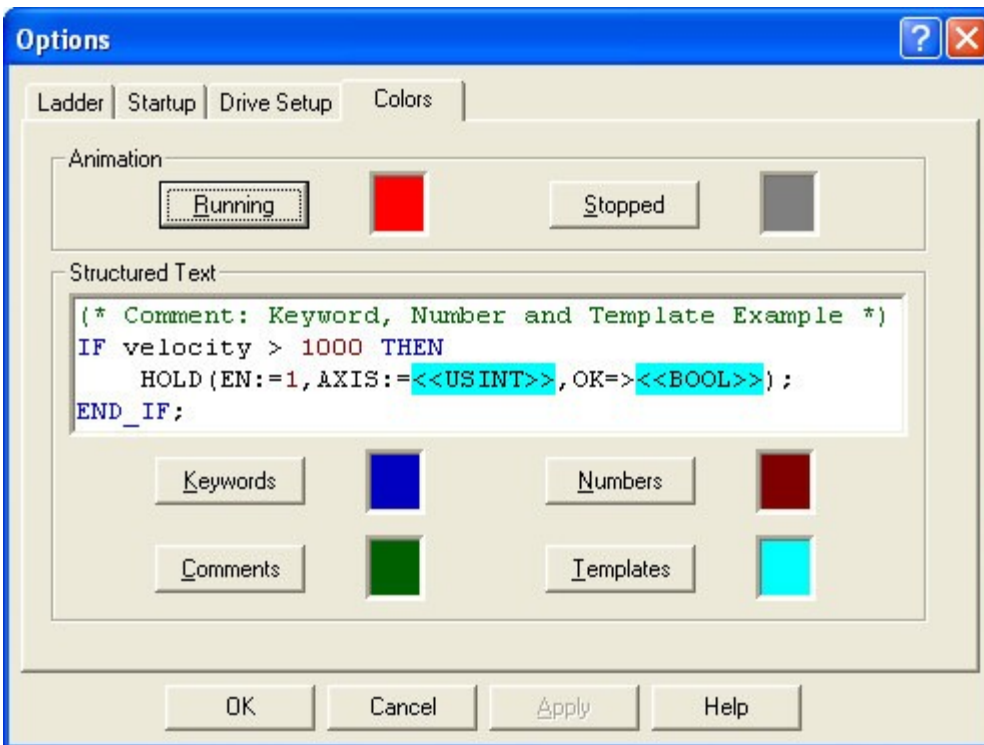 Options
Ladder Startup Drive Setup Colors
Animation
Running Stopped
Structured Text
(* Comment: Keyword, Number and Template Example *)
IF velocity > 1000 THEN
    HOLD(EN:=1,AXIS:=<<USINT>>,OK=><<BOOL>>);
END_IF;
Keywords Numbers
Comments Templates
OK Cancel Apply Help